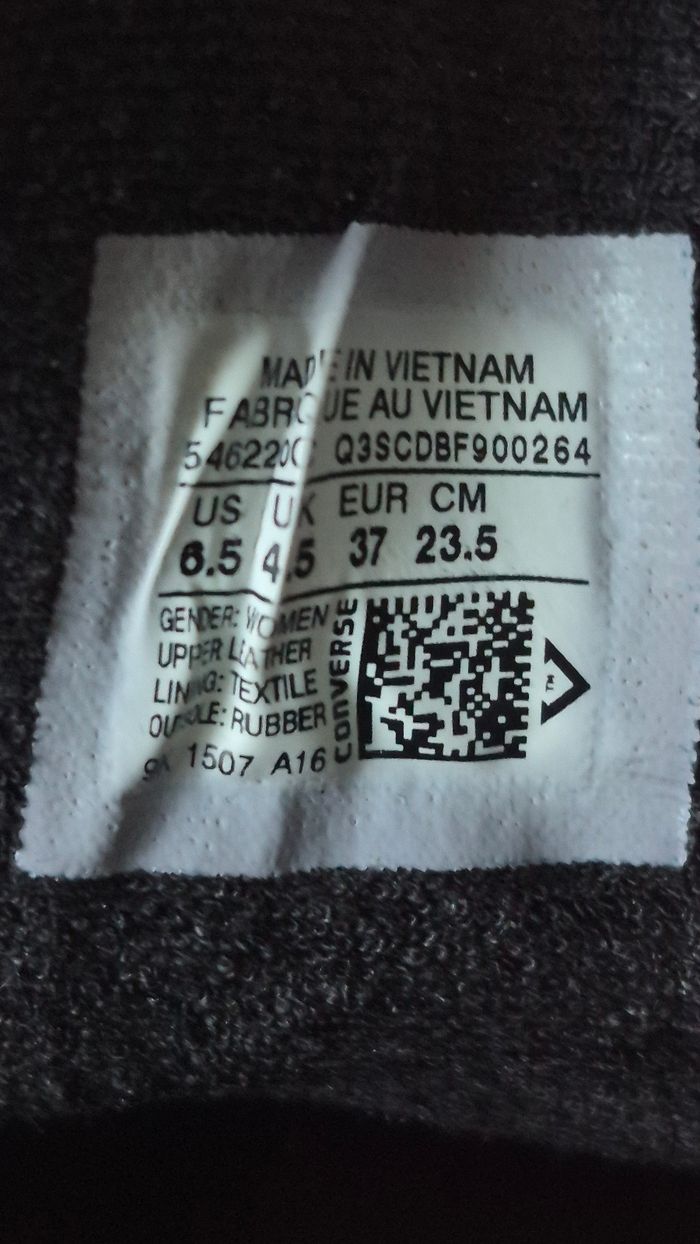 MADE IN VIETNAM
FABRIQUE AU VIETNAM
546220C Q3SCDBF900264
US UK EUR CM
6.5 4.5 37 23.5
GENDER: WOMEN
UPPER LEATHER
LINING: TEXTILE
OUTSOLE: RUBBER
1507 A16
CONVERSE